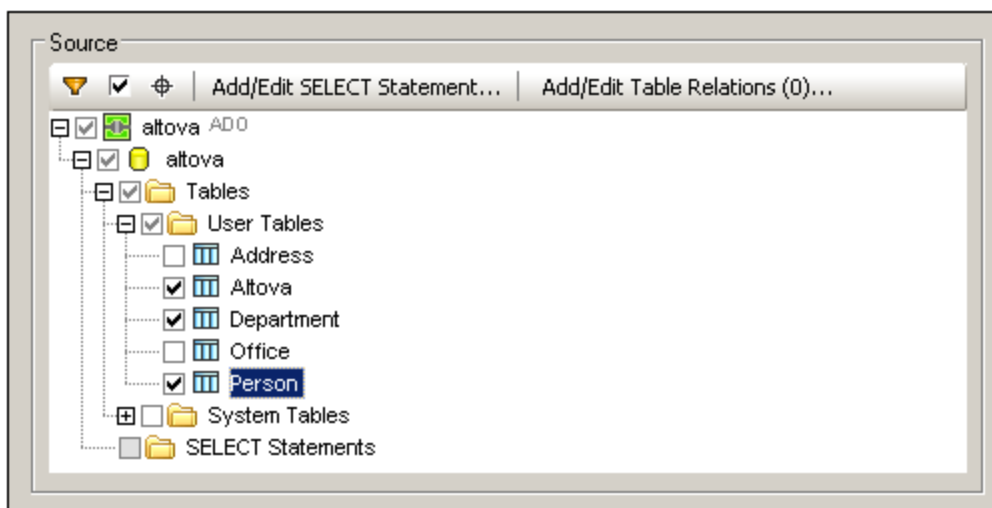 Source
Add/Edit SELECT Statement... Add/Edit Table Relations (0)...
altova ADO
altova
Tables
User Tables
Address
Altova
Department
Office
Person
System Tables
SELECT Statements